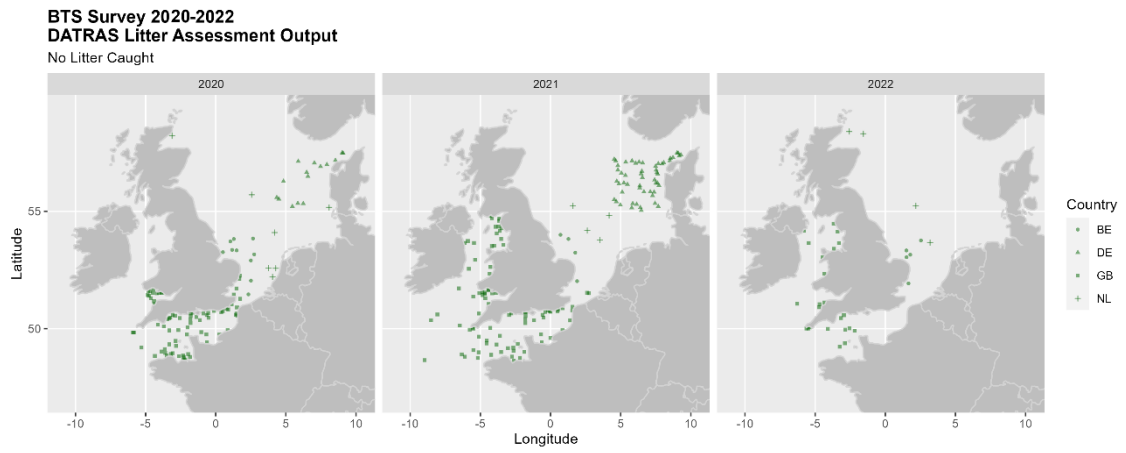 BTS Survey 2020-2022
DATRAS Litter Assessment Output
No Litter Caught
2020 2021 2022
Latitude
55
50
-10 -5 0 5 10 -10 -5 0 5 10 -10 -5 0 5 10
Longitude
Country
BE
DE
GB
NL